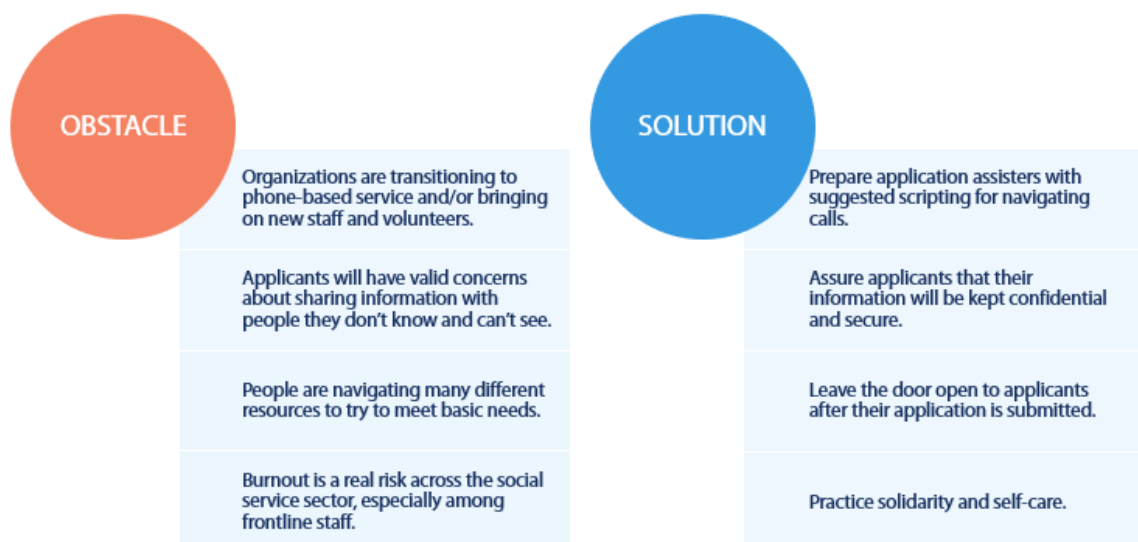 OBSTACLE
Organizations are transitioning to
phone-based service and/or bringing
on new staff and volunteers.
Applicants will have valid concerns
about sharing information with
people they don’t know and can’t see.
People are navigating many different
resources to try to meet basic needs.
Burnout is a real risk across the social
service sector, especially among
frontline staff.
SOLUTION
Prepare application assisters with
suggested scripting for navigating
calls.
Assure applicants that their
information will be kept confidential
and secure.
Leave the door open to applicants
after their application is submitted.
Practice solidarity and self-care.